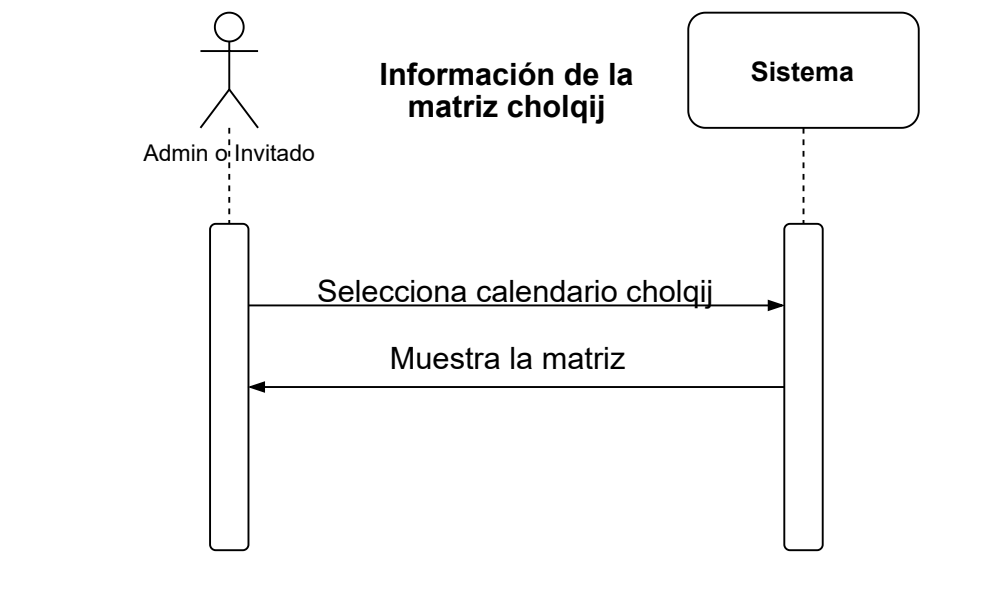 Información de la
matriz cholqij
Sistema
Admin o Invitado
Selecciona calendario cholqij
Muestra la matriz